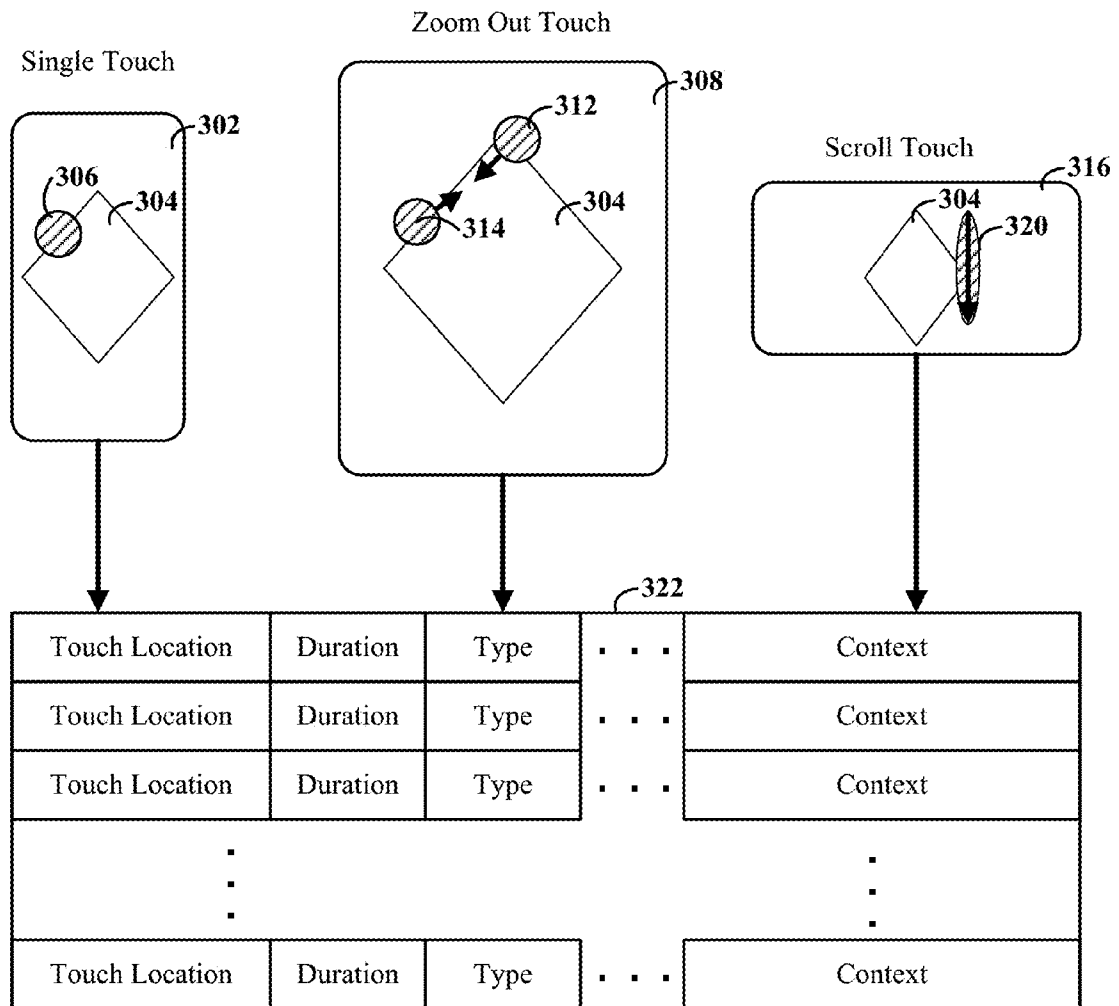 Zoom Out Touch
Single Touch
308
312
302
Scroll Touch
316
306
304
304
314
304
320
322
Touch Location Duration Type . . . Context
Touch Location Duration Type . . . Context
Touch Location Duration Type . . . Context
. .
. .
. .
Touch Location Duration Type . . . Context